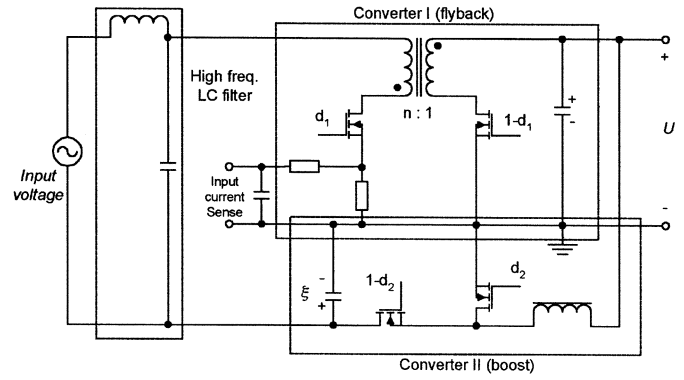 Converter I (flyback)
High freq.
LC filter
+
d1
n : 1
1-d1
+
-
U
Input
voltage
Input
current
Sense
-
d2
-
ξ
+
1-d2
Converter II (boost)